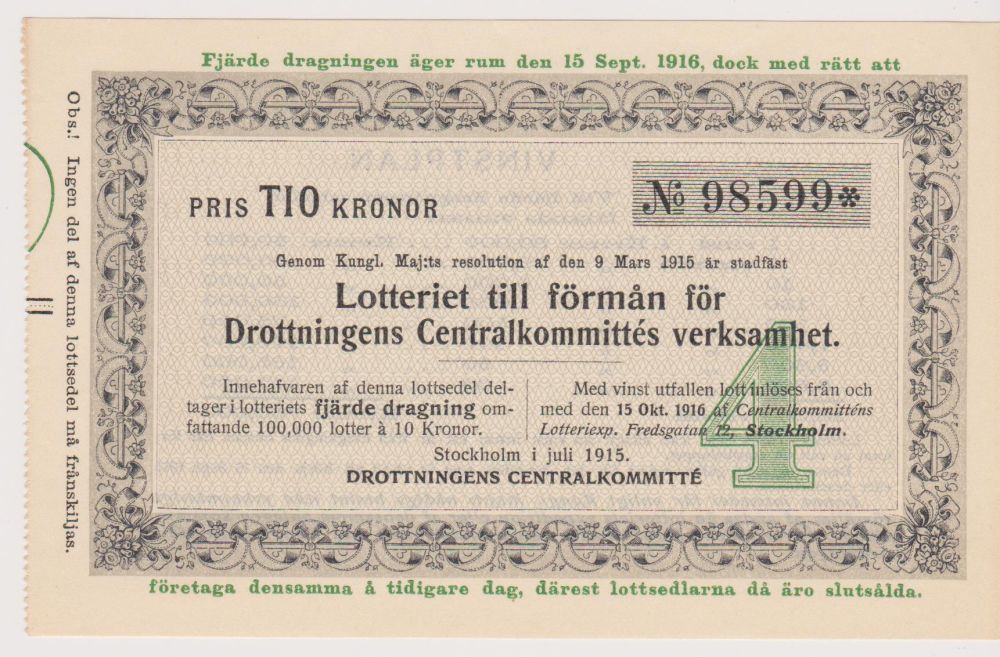 Fjärde dragningen äger rum den 15 Sept. 1916, dock med rätt att
Obs.! Ingen del af denna lottsedel må frånskiljas.
PRIS TIO KRONOR
No 98599*
Genom Kungl. Maj:ts resolution af den 9 Mars 1915 är stadfäst
Lotteriet till förmån för
Drottningens Centralkommittés verksamhet.
4
Innehafvaren af denna lottsedel del-
tager i lotteriets fjärde dragning om-
fattande 100,000 lotter à 10 Kronor.
Med vinst utfallen lott inlöses från och
med den 15 Okt. 1916 af Centralkommitténs
Lotteriexp. Fredsgatan 12, Stockholm.
Stockholm i juli 1915.
DROTTNINGENS CENTRALKOMMITTÉ
företaga densamma å tidigare dag, därest lottsedlarna då äro slutsålda.